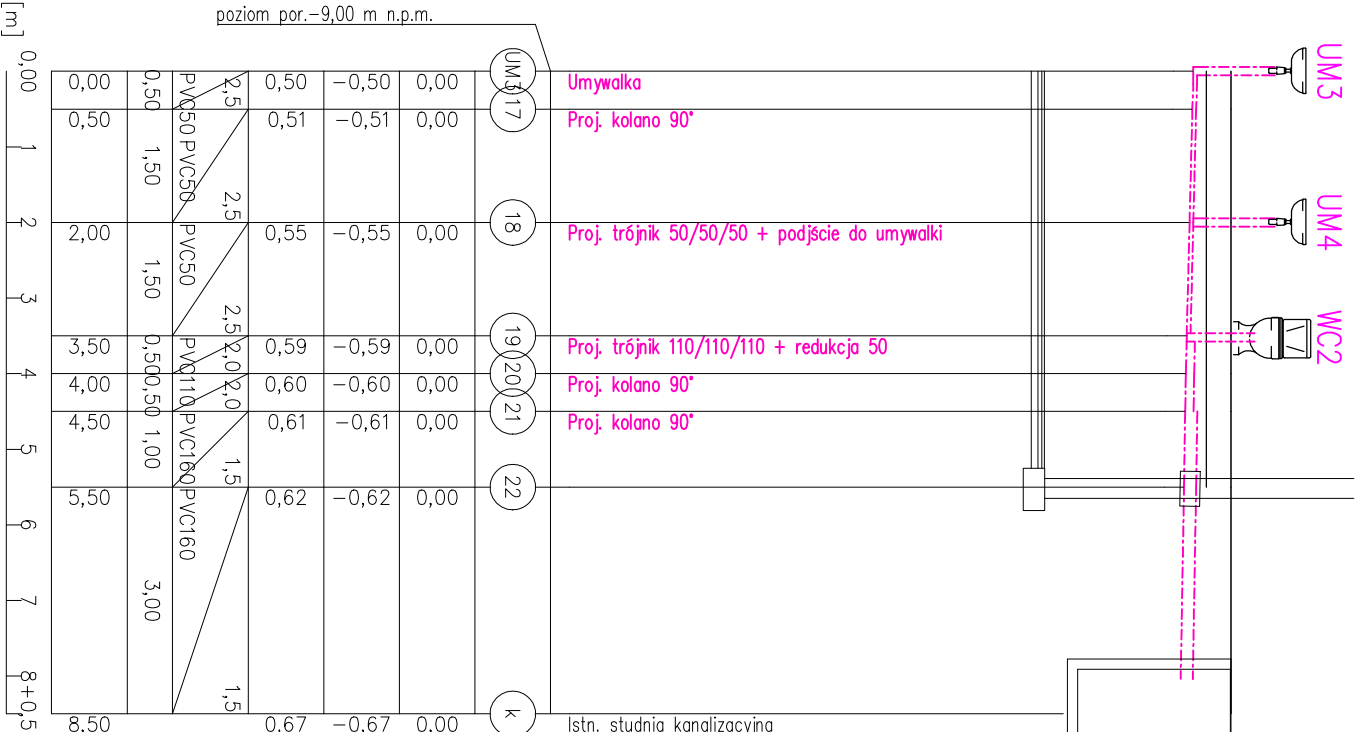 poziom por.-9,00 m n.p.m.
[m]
UM3
UM4
WC2
0,00 0,00 0,50 PVC50 2,5 0,50 -0,50 0,00 UM3 Umywalka
0,50 1,50 PVC50 2,5 0,51 -0,51 0,00 17 Proj. kolano 90°
1
2 2,00 1,50 PVC50 2,5 0,55 -0,55 0,00 18 Proj. trójnik 50/50/50 + podjście do umywalki
3
3,50 0,50 PVC110 2,0 0,59 -0,59 0,00 19 Proj. trójnik 110/110/110 + redukcja 50
4 4,00 0,50 2,0 0,60 -0,60 0,00 20 Proj. kolano 90°
4,50 1,00 PVC160 1,5 0,61 -0,61 0,00 21 Proj. kolano 90°
5
5,50 3,00 PVC160 1,5 0,62 -0,62 0,00 22
6
7
8+0,5 8,50 0,67 -0,67 0,00 k Istn. studnia kanalizacyjna